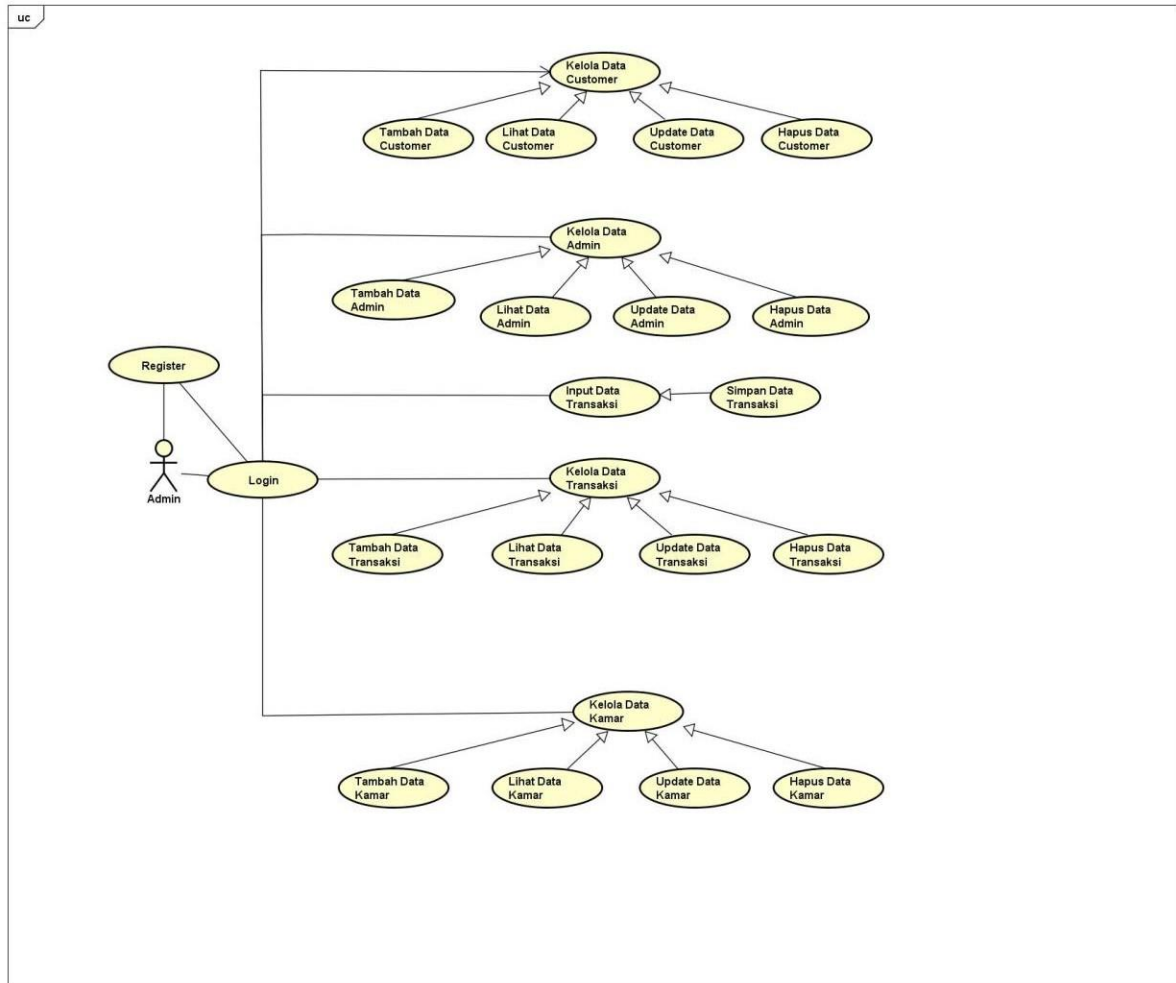 uc
Kelola Data
Customer
Tambah Data
Customer
Lihat Data
Customer
Update Data
Customer
Hapus Data
Customer
Kelola Data
Admin
Tambah Data
Admin
Lihat Data
Admin
Update Data
Admin
Hapus Data
Admin
Register
Input Data
Transaksi
Simpan Data
Transaksi
Admin
Login
Kelola Data
Transaksi
Tambah Data
Transaksi
Lihat Data
Transaksi
Update Data
Transaksi
Hapus Data
Transaksi
Kelola Data
Kamar
Tambah Data
Kamar
Lihat Data
Kamar
Update Data
Kamar
Hapus Data
Kamar